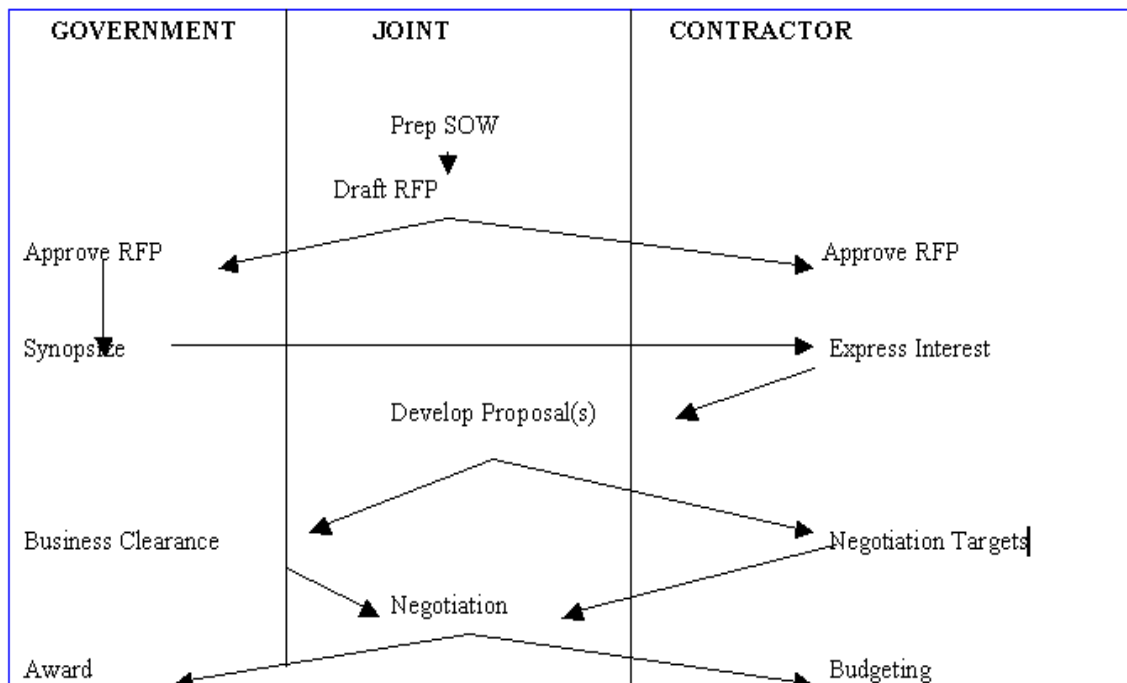 GOVERNMENT JOINT CONTRACTOR
Prep SOW
Draft RFP
Approve RFP Approve RFP
Synopsize Express Interest
Develop Proposal(s)
Business Clearance Negotiation Targets
Negotiation
Award Budgeting